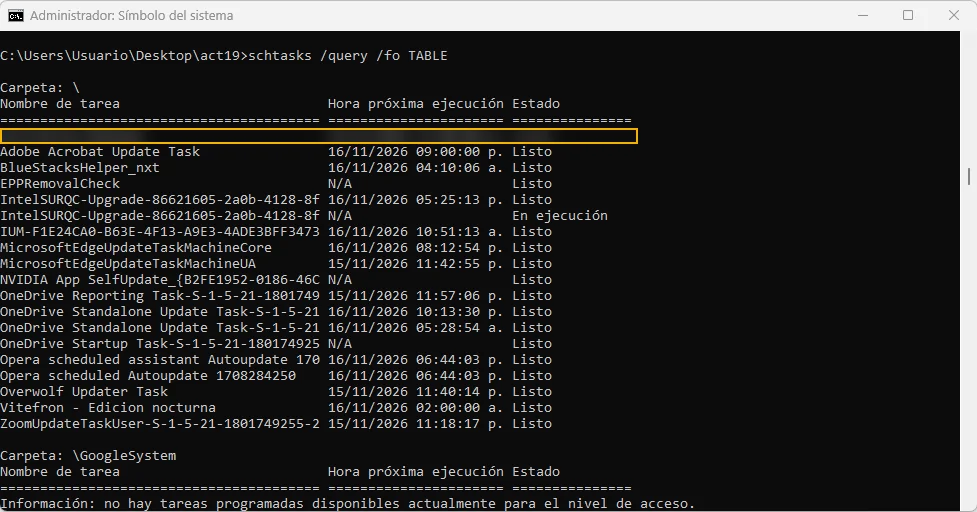 Administrador: Símbolo del sistema
C:\Users\Usuario\Desktop\act19>schtasks /query /fo TABLE
Carpeta: \
Nombre de tarea                          Hora próxima ejecución Estado
======================================== ====================== ===============
Adobe Acrobat Update Task                16/11/2026 09:00:00 p. Listo
BlueStacksHelper_nxt                     16/11/2026 04:10:06 a. Listo
EPPRemovalCheck                          N/A                    Listo
IntelSURQC-Upgrade-86621605-2a0b-4128-8f 16/11/2026 05:25:13 p. Listo
IntelSURQC-Upgrade-86621605-2a0b-4128-8f N/A                    En ejecución
IUM-F1E24CA0-B63E-4F13-A9E3-4ADE3BFF3473 16/11/2026 10:51:13 a. Listo
MicrosoftEdgeUpdateTaskMachineCore       16/11/2026 08:12:54 p. Listo
MicrosoftEdgeUpdateTaskMachineUA         15/11/2026 11:42:55 p. Listo
NVIDIA App SelfUpdate_{B2FE1952-0186-46C N/A                    Listo
OneDrive Reporting Task-S-1-5-21-1801749 15/11/2026 11:57:06 p. Listo
OneDrive Standalone Update Task-S-1-5-21 16/11/2026 10:13:30 p. Listo
OneDrive Standalone Update Task-S-1-5-21 16/11/2026 05:28:54 a. Listo
OneDrive Startup Task-S-1-5-21-180174925 N/A                    Listo
Opera scheduled assistant Autoupdate 170 16/11/2026 06:44:03 p. Listo
Opera scheduled Autoupdate 1708284250    16/11/2026 06:44:03 p. Listo
Overwolf Updater Task                    15/11/2026 11:40:14 p. Listo
Vitefron - Edicion nocturna              16/11/2026 02:00:00 a. Listo
ZoomUpdateTaskUser-S-1-5-21-1801749255-2 15/11/2026 11:18:17 p. Listo
Carpeta: \GoogleSystem
Nombre de tarea                          Hora próxima ejecución Estado
======================================== ====================== ===============
Información: no hay tareas programadas disponibles actualmente para el nivel de acceso.